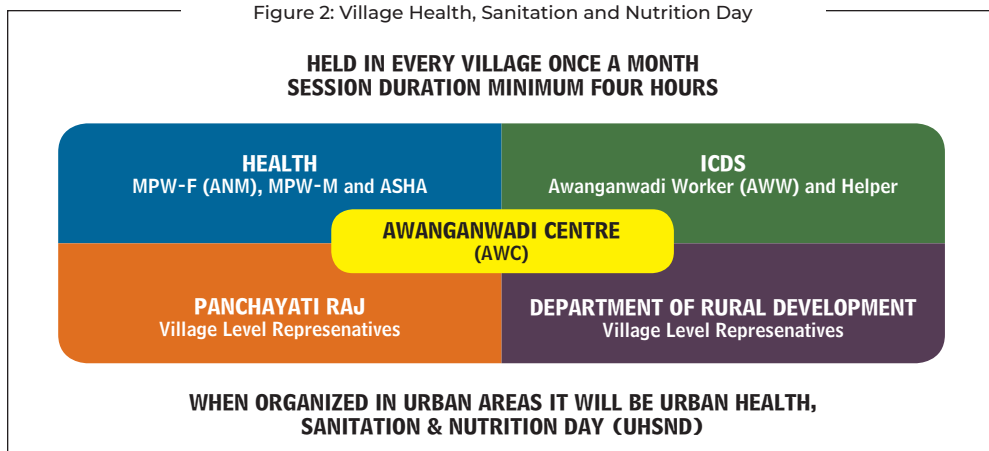 Figure 2: Village Health, Sanitation and Nutrition Day
HELD IN EVERY VILLAGE ONCE A MONTH
SESSION DURATION MINIMUM FOUR HOURS
HEALTH
MPW-F (ANM), MPW-M and ASHA
ICDS
Awanganwadi Worker (AWW) and Helper
AWANGANWADI CENTRE
(AWC)
PANCHAYATI RAJ
Village Level Represenatives
DEPARTMENT OF RURAL DEVELOPMENT
Village Level Represenatives
WHEN ORGANIZED IN URBAN AREAS IT WILL BE URBAN HEALTH,
SANITATION & NUTRITION DAY (UHSND)